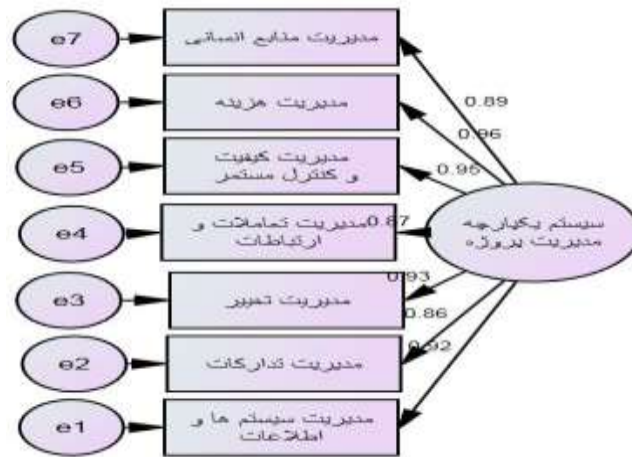 e7
مدیریت منابع انسانی
0.89
e6
مدیریت هزینه
0.96
e5
مدیریت کیفیت
و کنترل مستمر
0.95
e4
مدیریت تعاملات و
ارتباطات
0.87
سیستم یکپارچه
مدیریت پروژه
e3
مدیریت تغییر
0.93
0.86
e2
مدیریت تدارکات
0.92
e1
مدیریت سیستم ها و
اطلاعات